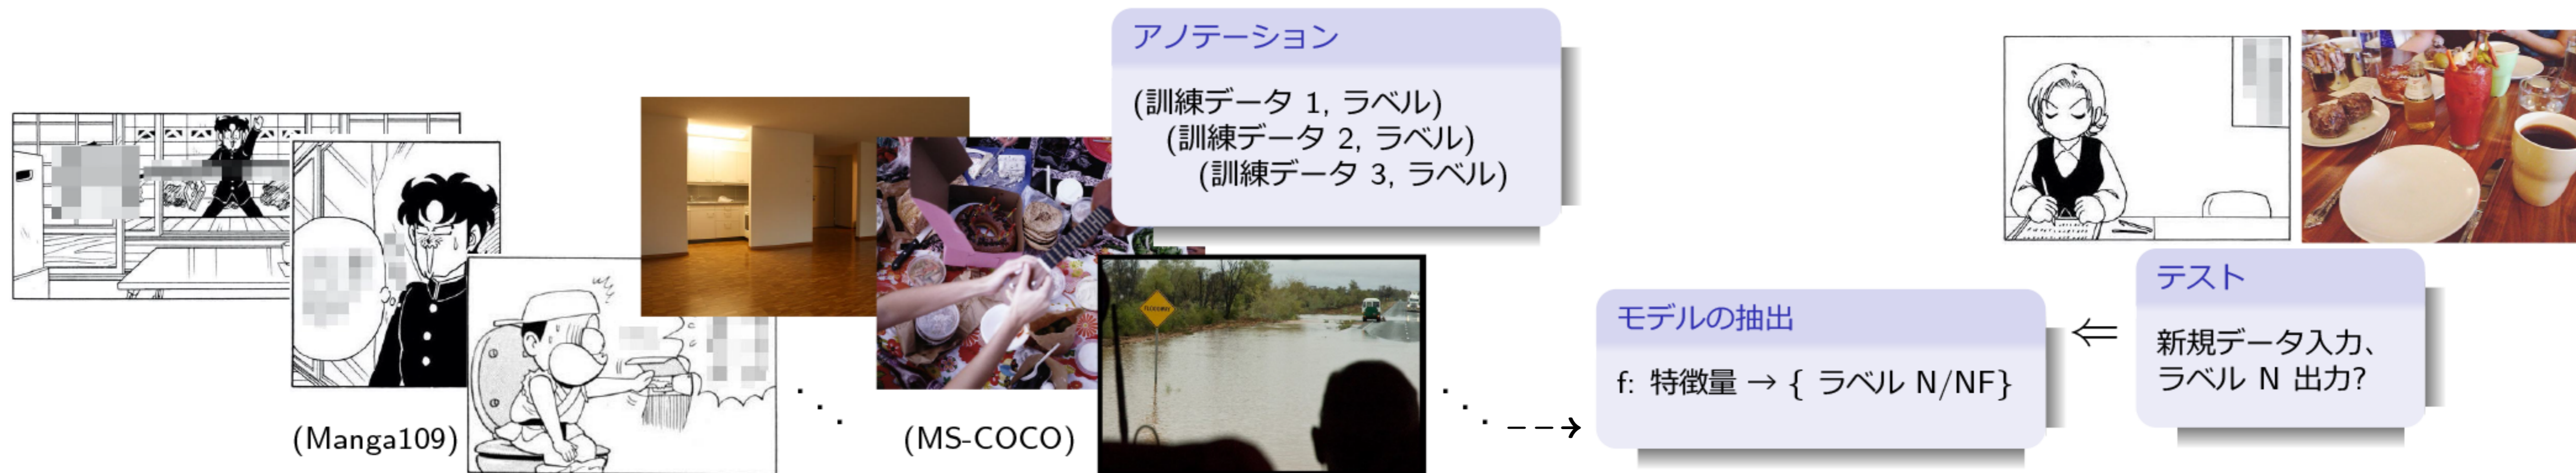 アノテーション
(訓練データ 1, ラベル)
(訓練データ 2, ラベル)
(訓練データ 3, ラベル)
(Manga109)
(MS-COCO)
モデルの抽出
f: 特徴量 → { ラベル N/NF}
⇐
テスト
新規データ入力、
ラベル N 出力?